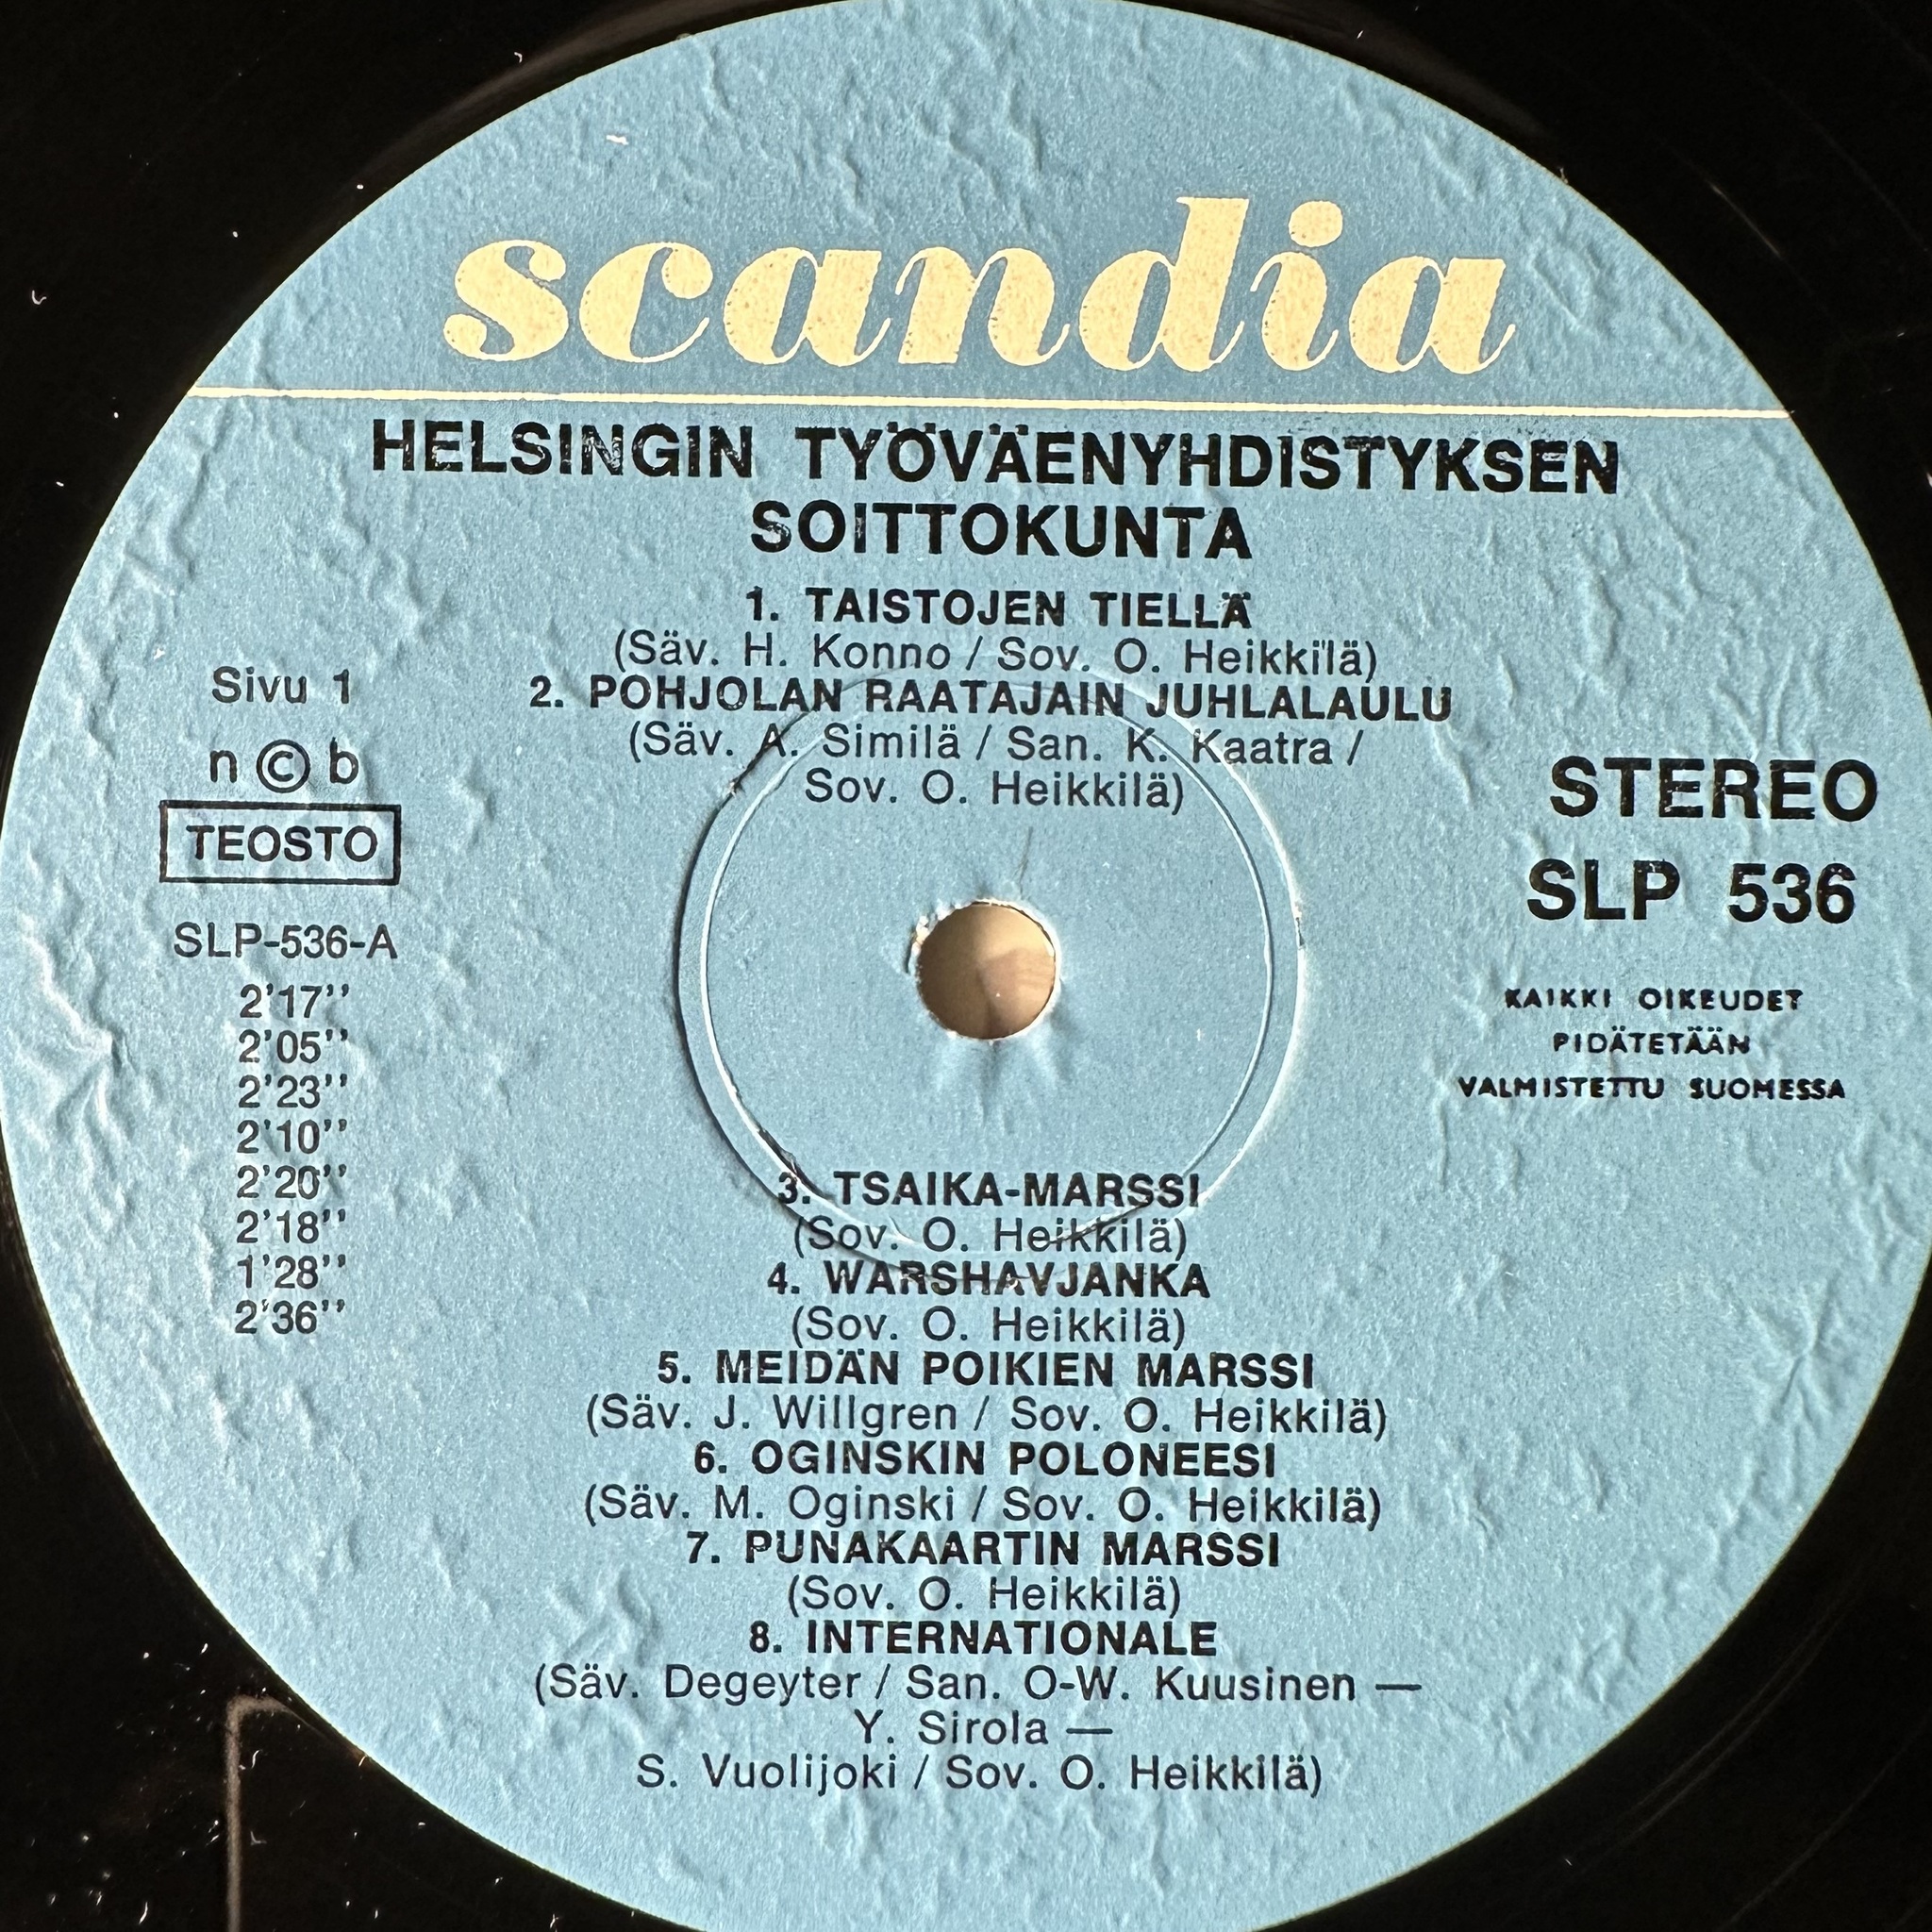 scandia
HELSINGIN TYÖVÄENYHDISTYKSEN
SOITTOKUNTA
1. TAISTOJEN TIELLÄ
(Säv. H. Konno / Sov. O. Heikkilä)
2. POHJOLAN RAATAJAIN JUHLALAULU
(Säv. A. Similä / San. K. Kaatra /
Sov. O. Heikkilä)
Sivu 1
n © b
TEOSTO
SLP-536-A
2'17''
2'05''
2'23''
2'10''
2'20''
2'18''
1'28''
2'36''
STEREO
SLP 536
KAIKKI OIKEUDET
PIDÄTETÄÄN
VALMISTETTU SUOMESSA
3. TSAIKA-MARSSI
(Sov. O. Heikkilä)
4. WARSHAVJANKA
(Sov. O. Heikkilä)
5. MEIDÄN POIKIEN MARSSI
(Säv. J. Willgren / Sov. O. Heikkilä)
6. OGINSKIN POLONEESI
(Säv. M. Oginski / Sov. O. Heikkilä)
7. PUNAKAARTIN MARSSI
(Sov. O. Heikkilä)
8. INTERNATIONALE
(Säv. Degeyter / San. O-W. Kuusinen —
Y. Sirola —
S. Vuolijoki / Sov. O. Heikkilä)